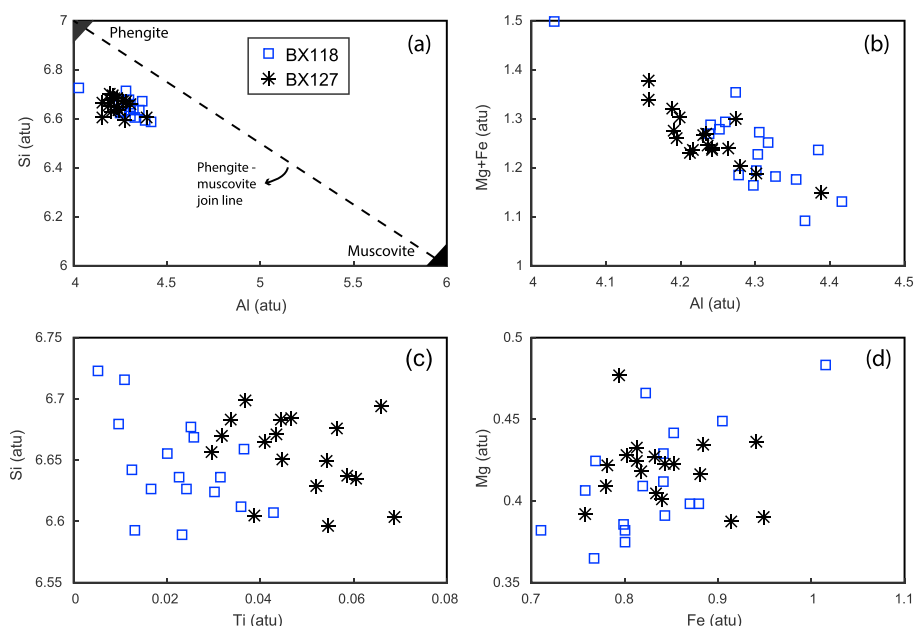 7
6.8
6.6
6.4
6.2
6
Si (atu)
4
4.5
5
5.5
6
Al (atu)
Phengite
(a)
BX118
BX127
Phengite -
muscovite
join line
Muscovite
1.5
1.4
1.3
1.2
1.1
1
Mg+Fe (atu)
4
4.1
4.2
4.3
4.4
4.5
Al (atu)
(b)
6.75
6.7
6.65
6.6
6.55
Si (atu)
0
0.02
0.04
0.06
0.08
Ti (atu)
(c)
0.5
0.45
0.4
0.35
Mg (atu)
0.7
0.8
0.9
1
1.1
Fe (atu)
(d)